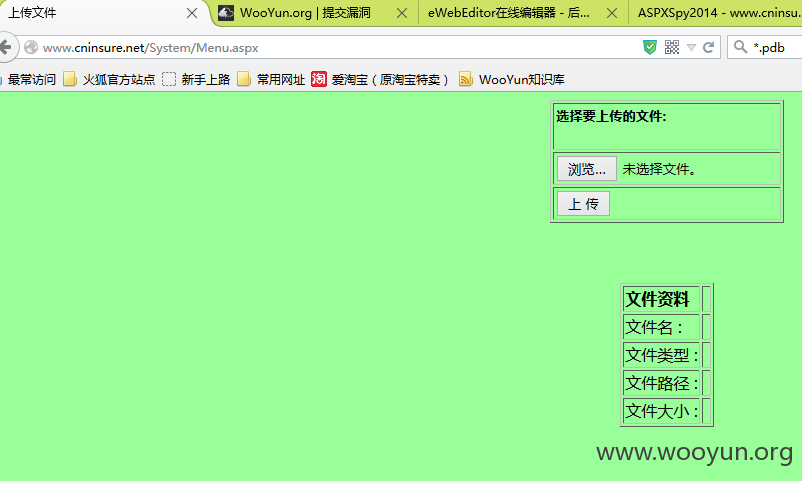 上传文件 WooYun.org | 提交漏洞 eWebEditor在线编辑器 - 后... ASPXSpy2014 - www.cninsu
www.cninsure.net/System/Menu.aspx *.pdb
最常访问 火狐官方站点 新手上路 常用网址 淘 爱淘宝（原淘宝特卖） WooYun知识库
选择要上传的文件:
浏览... 未选择文件。
上 传
文件资料
文件名 :
文件类型 :
文件路径 :
文件大小 :
www.wooyun.org